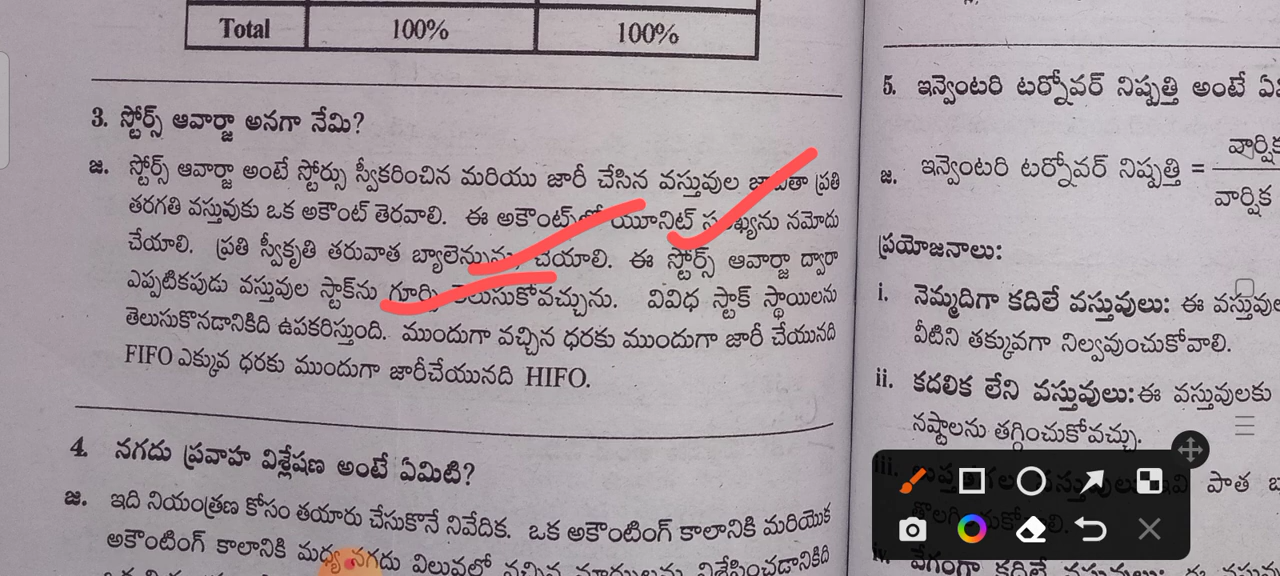 Total 100% 100%
3. స్టోర్స్ ఆవార్జా అనగా నేమి?
జ. స్టోర్స్ ఆవార్జా అంటే స్టోర్సు స్వీకరించిన మరియు జారీ చేసిన వస్తువుల ప్రతి
తరగతి వస్తువుకు ఒక అకౌంట్ తెరవాలి. ఈ యూనిట్ నమోదు
చేయాలి. ప్రతి స్వీకృతి తరువాత చేయాలి. ఈ స్టోర్స్ ఆవార్జా ద్వారా
ఎప్పటికపుడు వస్తువుల స్టాక్‌ను వివిధ స్టాక్ స్థాయిలను
తెలుసుకొనడానికిది ఉపకరిస్తుంది. ముందుగా వచ్చిన ధరకు ముందుగా జారీ చేయునది
FIFO ఎక్కువ ధరకు ముందుగా జారీచేయునది HIFO.
4. నగదు ప్రవాహ విశ్లేషణ అంటే ఏమిటి?
జ. ఇది నియంత్రణ కోసం తయారు చేసుకొనే నివేదిక. ఒక అకౌంటింగ్ కాలానికి మరియొక
అకౌంటింగ్ కాలానికి మధ్య నగదు విలువలో
5. ఇన్వెంటరి టర్నోవర్ నిష్పత్తి అంటే
జ. ఇన్వెంటరి టర్నోవర్ నిష్పత్తి =
వార్షిక
ప్రయోజనాలు:
i. నెమ్మదిగా కదిలే వస్తువులు: ఈ
వీటిని తక్కువగా నిల్వవుంచుకోవాలి.
ii. కదలిక లేని వస్తువులు: ఈ వస్తువులకు
నష్టాలను తగ్గించుకోవచ్చు.
iii. పాత
iv. వేగంగా కదిలే వస్తువులు: ఈ